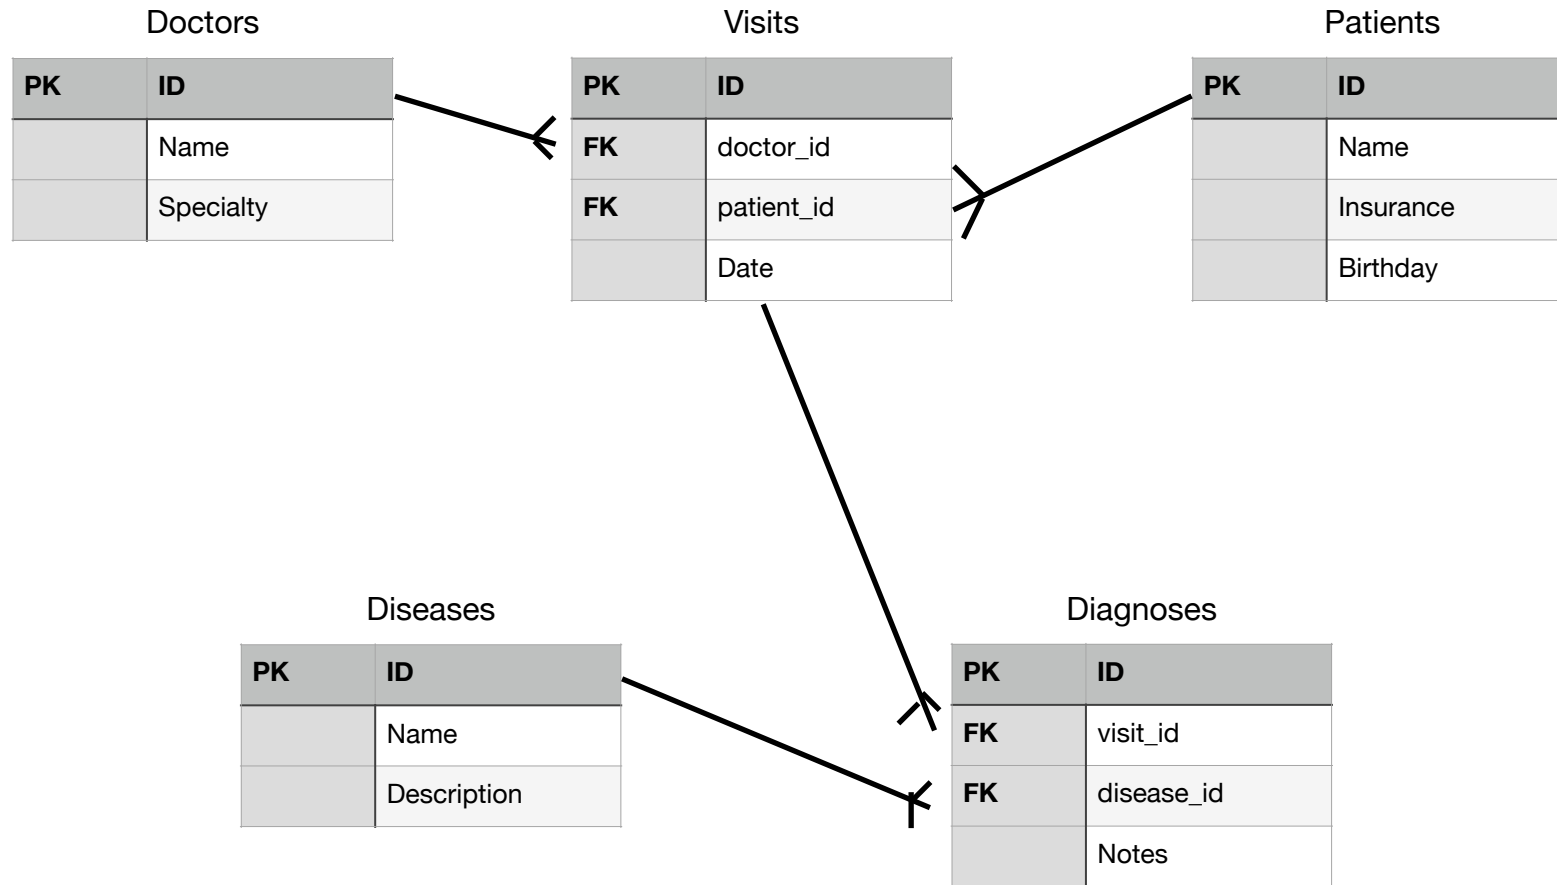 Doctors
PK ID
Name
Specialty
Visits
PK ID
FK doctor_id
FK patient_id
Date
Patients
PK ID
Name
Insurance
Birthday
Diseases
PK ID
Name
Description
Diagnoses
PK ID
FK visit_id
FK disease_id
Notes